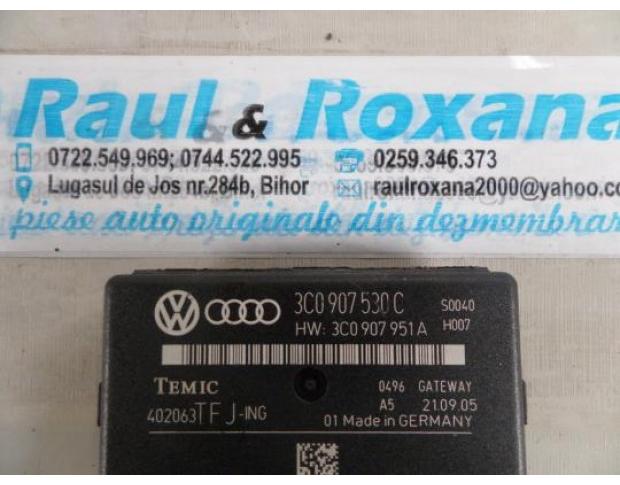 Raul & Roxana
0722.549.969; 0744.522.995 0259.346.373
Lugasul de Jos nr.284b, Bihor raulroxana2000@yahoo.co
piese auto originale din dezmembrar
3C0 907 530 C S0040
HW: 3C0 907 951 A H007
TEMIC 0496 GATEWAY
402063TFJ-ING A5 21.09.05
01 Made in GERMANY